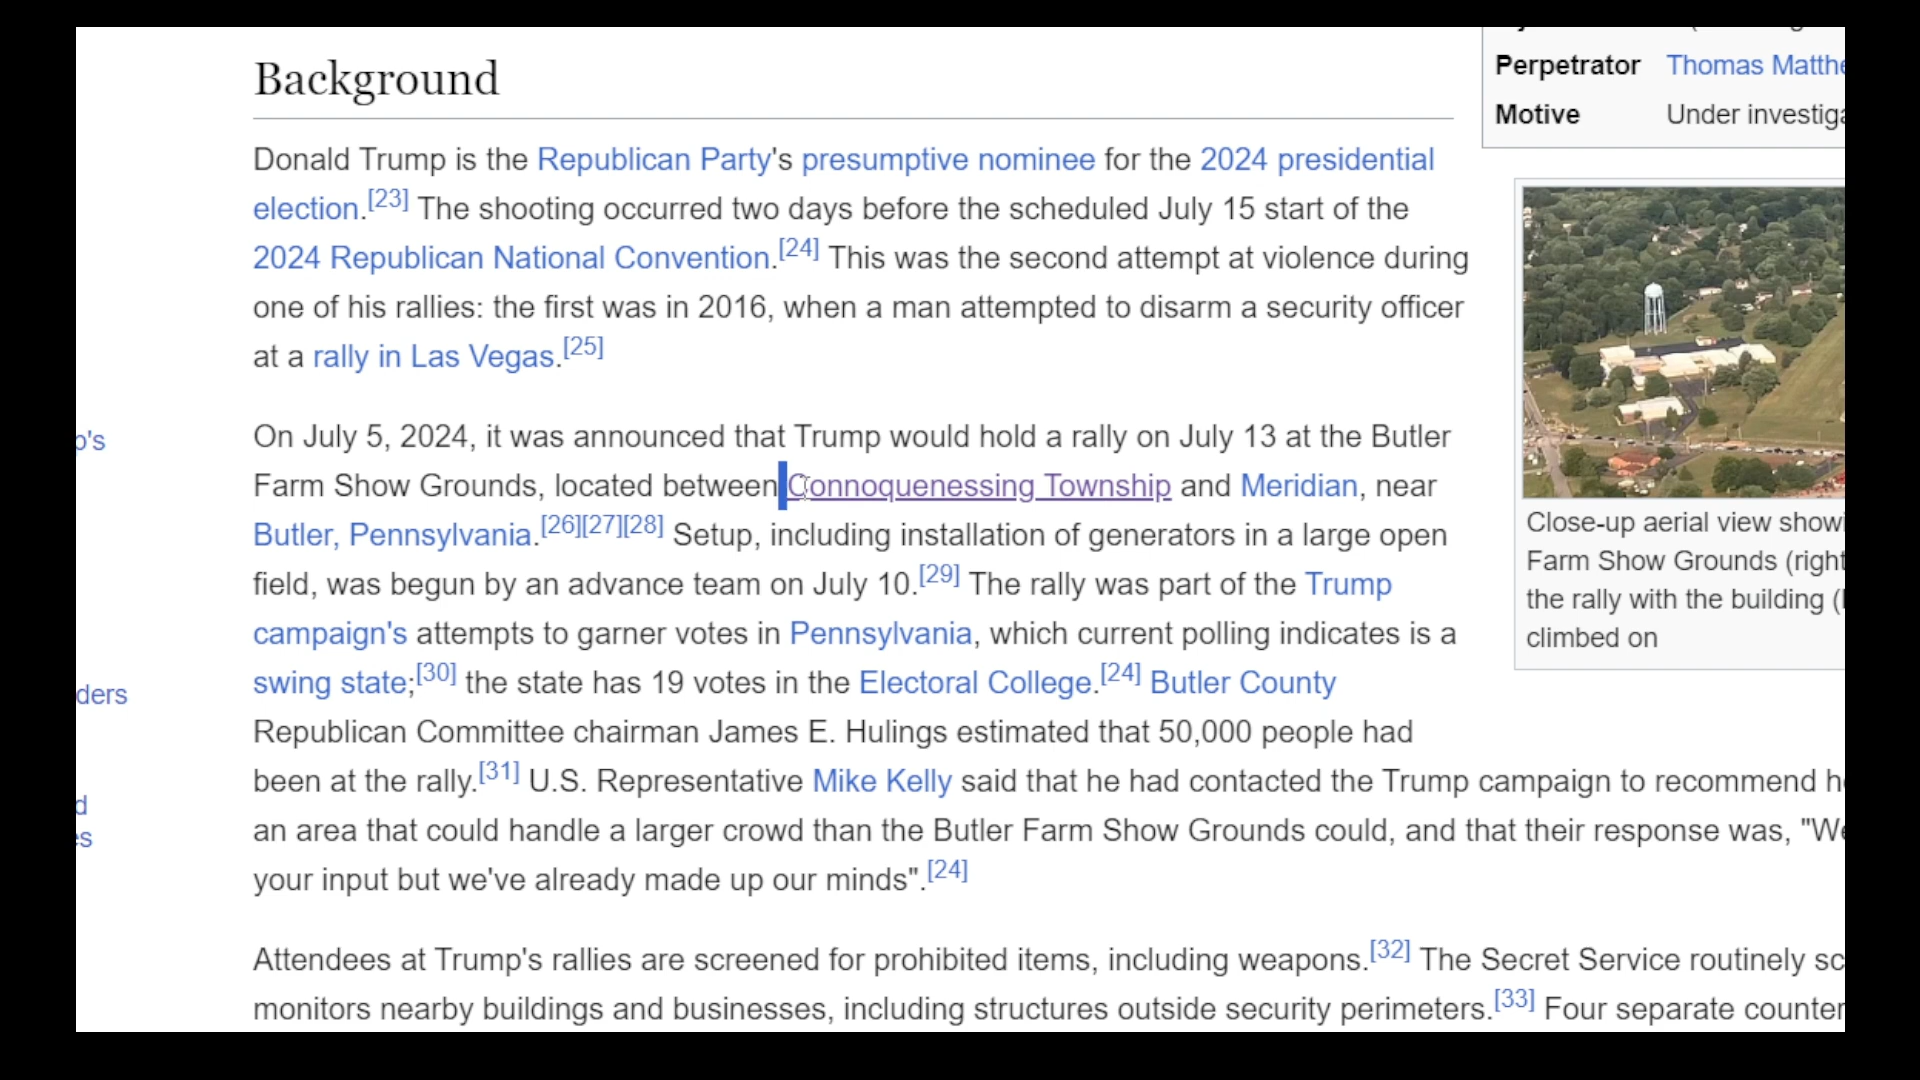 Background
Donald Trump is the Republican Party's presumptive nominee for the 2024 presidential
election.[23] The shooting occurred two days before the scheduled July 15 start of the
2024 Republican National Convention.[24] This was the second attempt at violence during
one of his rallies: the first was in 2016, when a man attempted to disarm a security officer
at a rally in Las Vegas.[25]
On July 5, 2024, it was announced that Trump would hold a rally on July 13 at the Butler
Farm Show Grounds, located between Connoquenessing Township and Meridian, near
Butler, Pennsylvania.[26][27][28] Setup, including installation of generators in a large open
field, was begun by an advance team on July 10.[29] The rally was part of the Trump
campaign's attempts to garner votes in Pennsylvania, which current polling indicates is a
swing state;[30] the state has 19 votes in the Electoral College.[24] Butler County
Republican Committee chairman James E. Hulings estimated that 50,000 people had
been at the rally.[31] U.S. Representative Mike Kelly said that he had contacted the Trump campaign to recommend
an area that could handle a larger crowd than the Butler Farm Show Grounds could, and that their response was,
your input but we've already made up our minds".[24]
Attendees at Trump's rallies are screened for prohibited items, including weapons.[32] The Secret Service routinely
monitors nearby buildings and businesses, including structures outside security perimeters.[33] Four separate counter
Perpetrator Thomas
Motive Under
Close-up aerial view
Farm Show Grounds (right
the rally with the building
climbed on